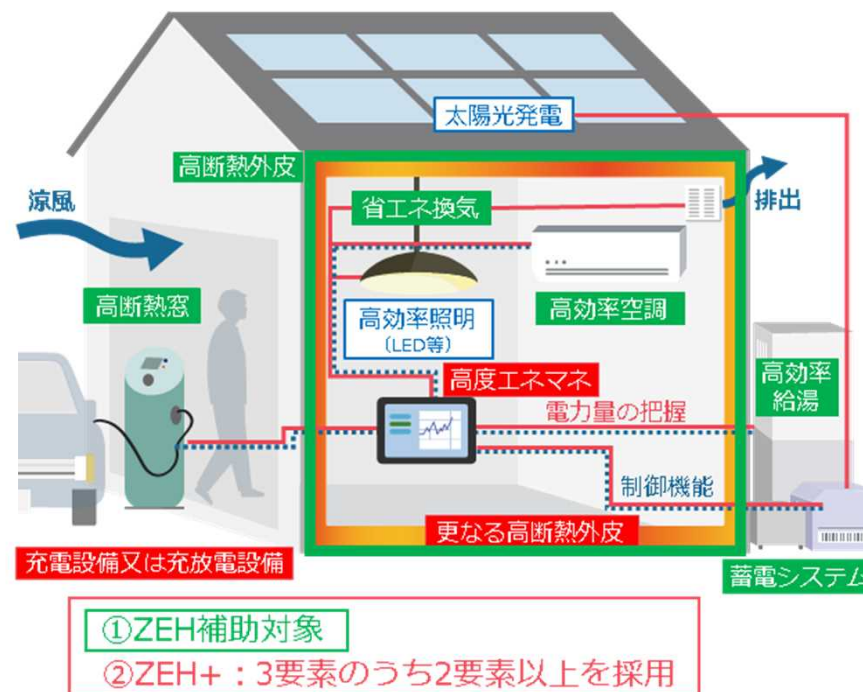 太陽光発電
高断熱外皮
涼風
省エネ換気
排出
高断熱窓
高効率照明
(LED等)
高効率空調
高度エネマネ
高効率
給湯
電力量の把握
制御機能
更なる高断熱外皮
充電設備又は充放電設備
蓄電システム
①ZEH補助対象
②ZEH+：3要素のうち2要素以上を採用